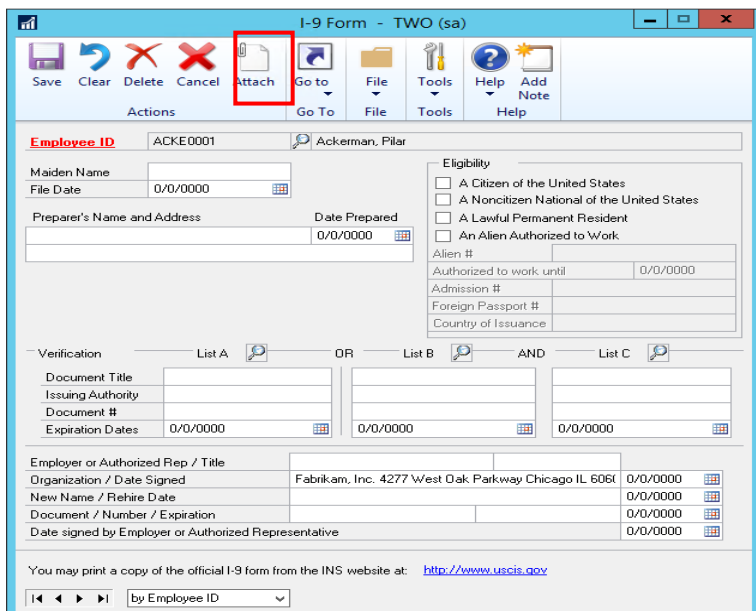 I-9 Form - TWO (sa)
Save Clear Delete Cancel Attach Go to File Tools Help Add Note
Actions Go To File Tools Help
Employee ID ACKE0001 Ackerman, Pilar
Maiden Name
File Date 0/0/0000
Preparer's Name and Address Date Prepared
0/0/0000
Eligibility
A Citizen of the United States
A Noncitizen National of the United States
A Lawful Permanent Resident
An Alien Authorized to Work
Alien #
Authorized to work until 0/0/0000
Admission #
Foreign Passport #
Country of Issuance
Verification List A OR List B AND List C
Document Title
Issuing Authority
Document #
Expiration Dates 0/0/0000 0/0/0000 0/0/0000
Employer or Authorized Rep / Title
Organization / Date Signed Fabrikam, Inc. 4277 West Oak Parkway Chicago IL 606( 0/0/0000
New Name / Rehire Date 0/0/0000
Document / Number / Expiration 0/0/0000
Date signed by Employer or Authorized Representative 0/0/0000
You may print a copy of the official I-9 form from the INS website at: http://www.uscis.gov
by Employee ID